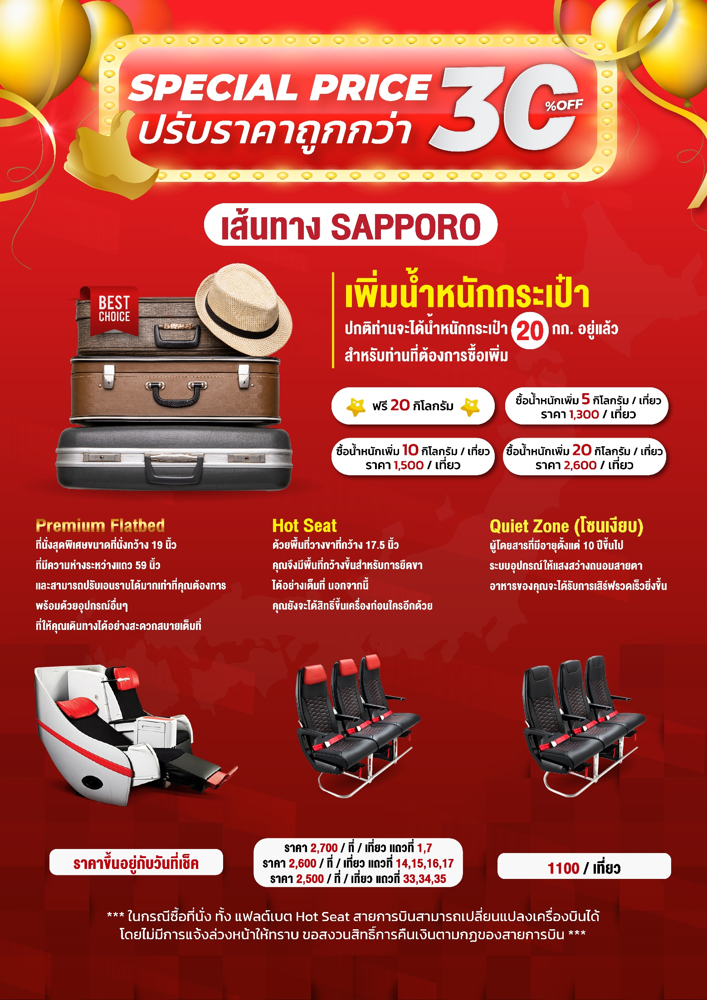 SPECIAL PRICE 30 %OFF
ปรับราคาถูกกว่า
เส้นทาง SAPPORO
BEST
CHOICE
เพิ่มน้ำหนักกระเป๋า
ปกติท่านจะได้น้ำหนักกระเป๋า 20 กก. อยู่แล้ว
สำหรับท่านที่ต้องการซื้อเพิ่ม
ฟรี 20 กิโลกรัม
ซื้อน้ำหนักเพิ่ม 5 กิโลกรัม / เที่ยว
ราคา 1,300 / เที่ยว
ซื้อน้ำหนักเพิ่ม 10 กิโลกรัม / เที่ยว
ราคา 1,500 / เที่ยว
ซื้อน้ำหนักเพิ่ม 20 กิโลกรัม / เที่ยว
ราคา 2,600 / เที่ยว
Premium Flatbed
ที่นั่งสุดพิเศษขนาดที่นั่งกว้าง 19 นิ้ว
ที่มีความห่างระหว่างแถว 59 นิ้ว
และสามารถปรับเอนราบได้มากเท่าที่คุณต้องการ
พร้อมด้วยอุปกรณ์อื่นๆ
ที่ให้คุณเดินทางได้อย่างสะดวกสบายเต็มที่
Hot Seat
ด้วยพื้นที่วางขาที่กว้าง 17.5 นิ้ว
คุณจึงมีพื้นที่กว้างขึ้นสำหรับการยืดขา
ได้อย่างเต็มที่ นอกจากนี้
คุณยังจะได้สิทธิ์ขึ้นเครื่องก่อนใครอีกด้วย
Quiet Zone (โซนเงียบ)
ผู้โดยสารที่มีอายุตั้งแต่ 10 ปีขึ้นไป
ระบบอุปกรณ์ให้แสงสว่างถนอมสายตา
อาหารของคุณจะได้รับการเสิร์ฟรวดเร็วยิ่งขึ้น
ราคาขึ้นอยู่กับวันที่เช็ค
ราคา 2,700 / ที่ / เที่ยว แถวที่ 1,7
ราคา 2,600 / ที่ / เที่ยว แถวที่ 14,15,16,17
ราคา 2,500 / ที่ / เที่ยว แถวที่ 33,34,35
1100 / เที่ยว
*** ในกรณีซื้อที่นั่ง ทั้ง แฟลต์เบต Hot Seat สายการบินสามารถเปลี่ยนแปลงเครื่องบินได้
โดยไม่มีการแจ้งล่วงหน้าให้ทราบ ขอสงวนสิทธิ์การคืนเงินตามกฏของสายการบิน ***